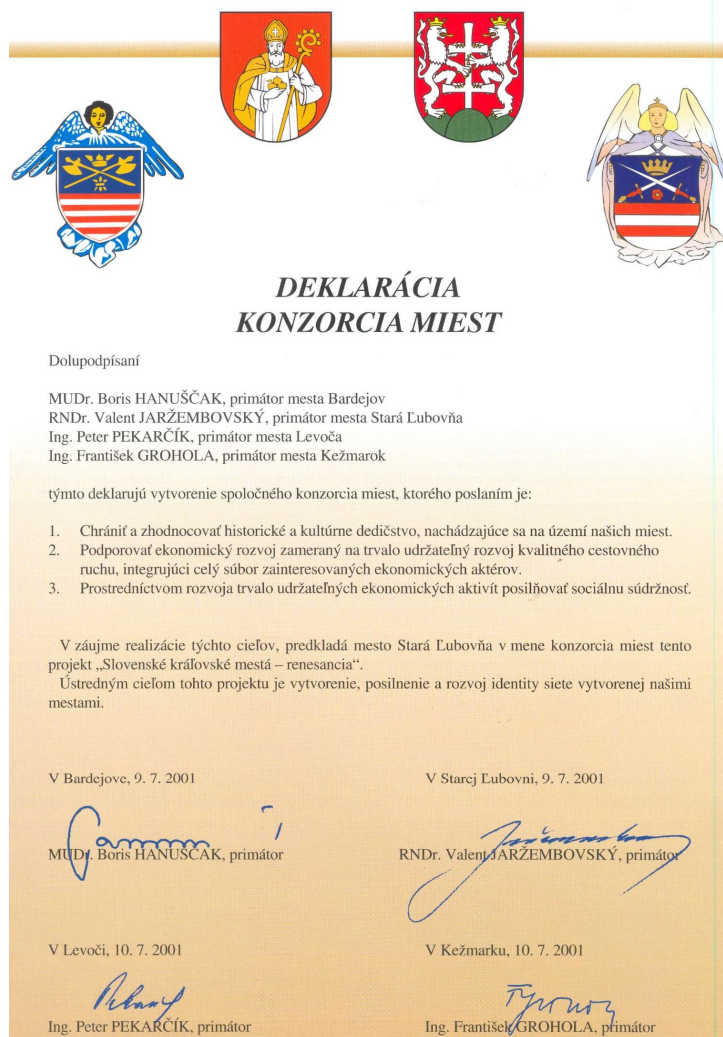 DEKLARÁCIA
KONZORCIA MIEST
Dolupodpísaní
MUDr. Boris HANUŠČAK, primátor mesta Bardejov
RNDr. Valent JARŽEMBOVSKÝ, primátor mesta Stará Ľubovňa
Ing. Peter PEKARČÍK, primátor mesta Levoča
Ing. František GROHOLA, primátor mesta Kežmarok
týmto deklarujú vytvorenie spoločného konzorcia miest, ktorého poslaním je:
1. Chrániť a zhodnocovať historické a kultúrne dedičstvo, nachádzajúce sa na území našich miest.
2. Podporovať ekonomický rozvoj zameraný na trvalo udržateľný rozvoj kvalitného cestovného
ruchu, integrujúci celý súbor zainteresovaných ekonomických aktérov.
3. Prostredníctvom rozvoja trvalo udržateľných ekonomických aktivít posilňovať sociálnu súdržnosť.
V záujme realizácie týchto cieľov, predkladá mesto Stará Ľubovňa v mene konzorcia miest tento
projekt „Slovenské kráľovské mestá – renesancia“.
Ústredným cieľom tohto projektu je vytvorenie, posilnenie a rozvoj identity siete vytvorenej našimi
mestami.
V Bardejove, 9. 7. 2001
MUDr. Boris HANUŠČAK, primátor
V Starej Ľubovni, 9. 7. 2001
RNDr. Valent JARŽEMBOVSKÝ, primátor
V Levoči, 10. 7. 2001
Ing. Peter PEKARČÍK, primátor
V Kežmarku, 10. 7. 2001
Ing. František GROHOLA, primátor